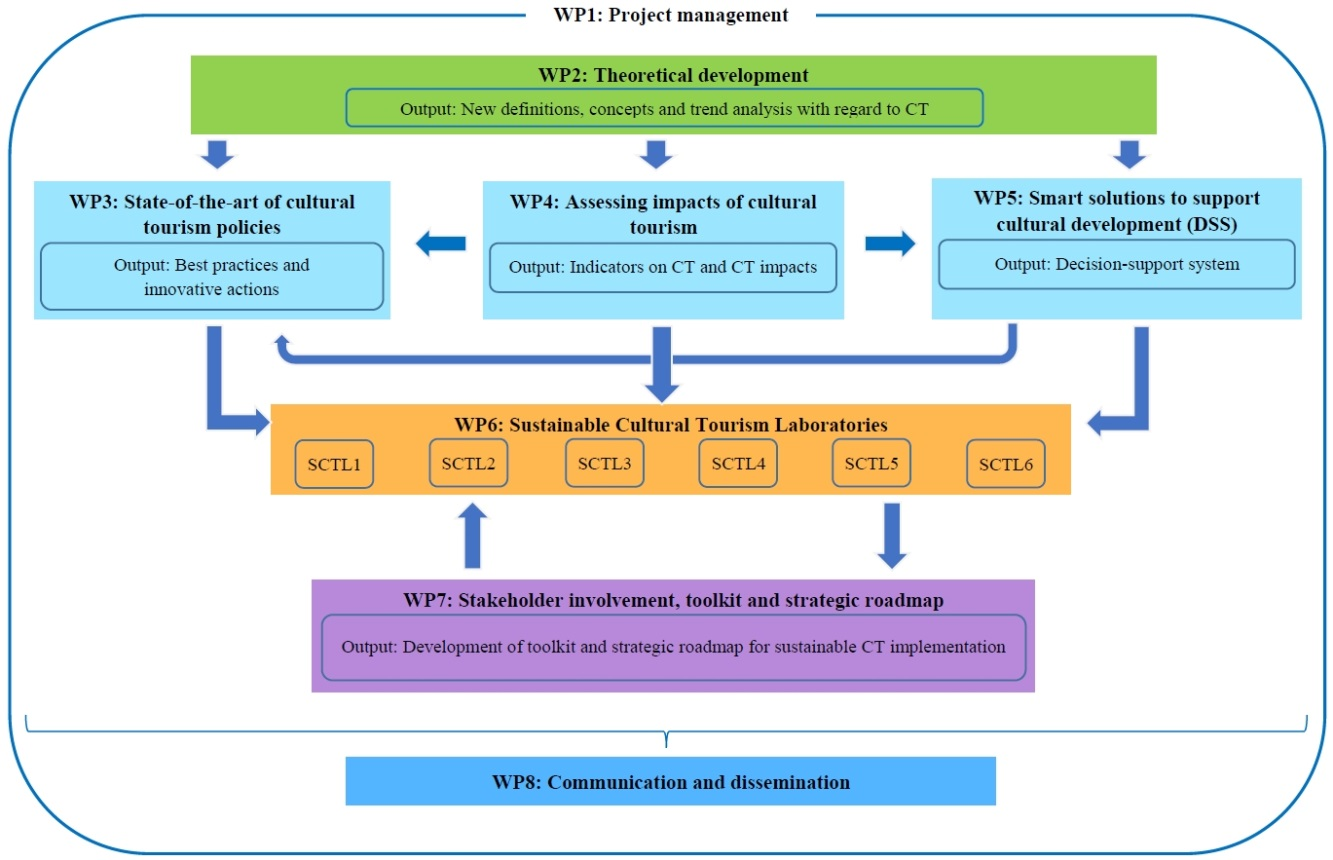 WP1: Project management
WP2: Theoretical development
Output: New definitions, concepts and trend analysis with regard to CT
WP3: State-of-the-art of cultural
tourism policies
Output: Best practices and
innovative actions
WP4: Assessing impacts of cultural
tourism
Output: Indicators on CT and CT impacts
WP5: Smart solutions to support
cultural development (DSS)
Output: Decision-support system
WP6: Sustainable Cultural Tourism Laboratories
SCTL1
SCTL2
SCTL3
SCTL4
SCTL5
SCTL6
WP7: Stakeholder involvement, toolkit and strategic roadmap
Output: Development of toolkit and strategic roadmap for sustainable CT implementation
WP8: Communication and dissemination